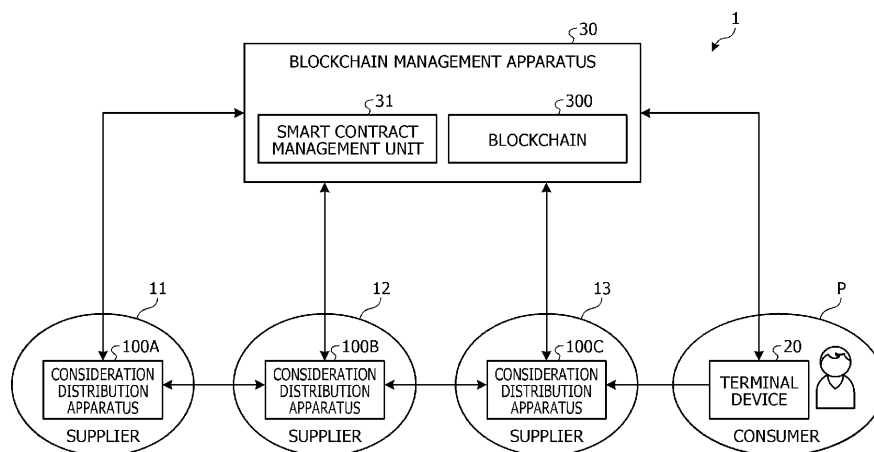 30
1
BLOCKCHAIN MANAGEMENT APPARATUS
31
300
SMART CONTRACT
MANAGEMENT UNIT
BLOCKCHAIN
11
12
13
P
100A
100B
100C
20
CONSIDERATION
DISTRIBUTION
APPARATUS
CONSIDERATION
DISTRIBUTION
APPARATUS
CONSIDERATION
DISTRIBUTION
APPARATUS
TERMINAL
DEVICE
SUPPLIER
SUPPLIER
SUPPLIER
CONSUMER